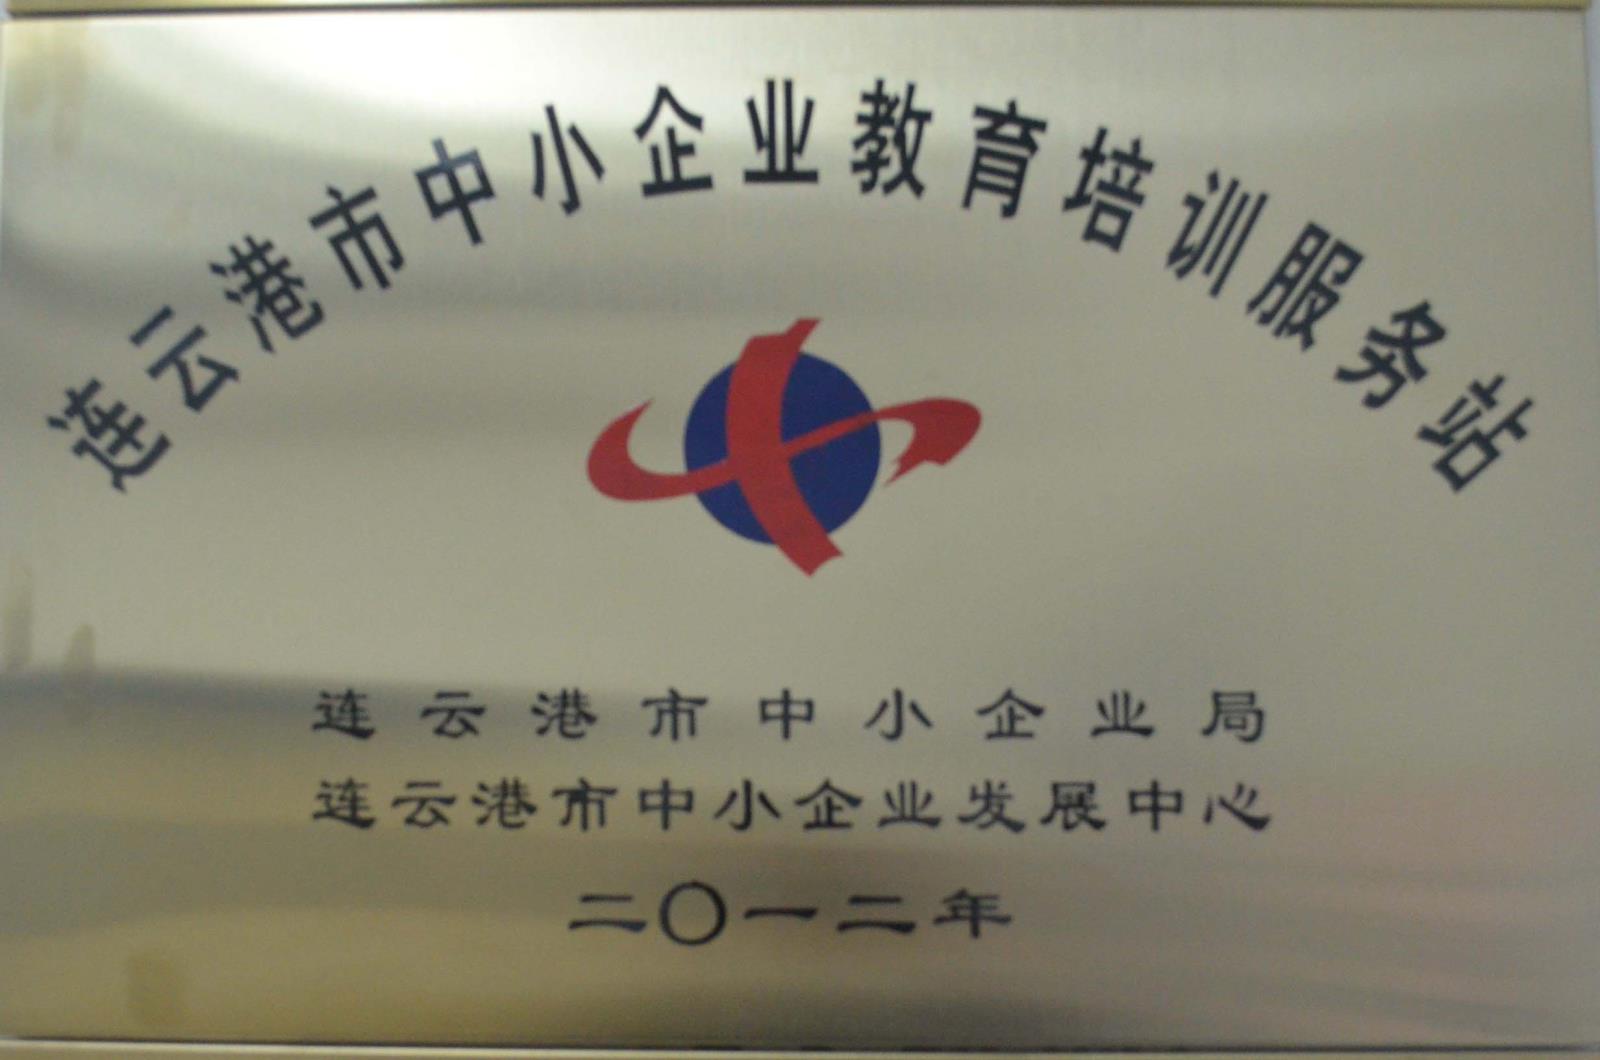 连云港市中小企业教育培训服务站
连云港市中小企业局
连云港市中小企业发展中心
二〇一二年